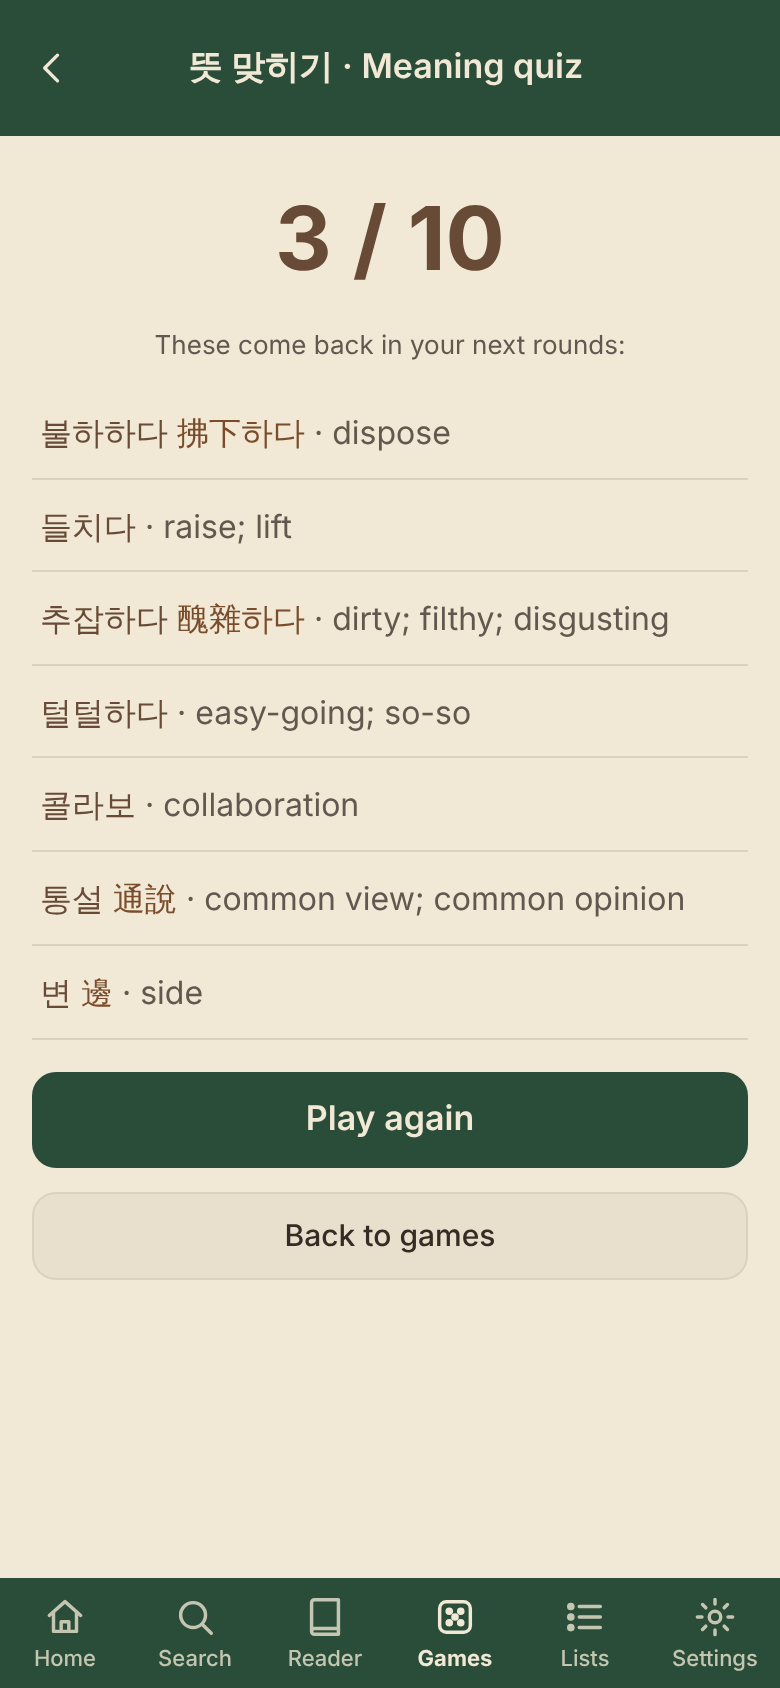 뜻 맞히기 · Meaning quiz
3 / 10
These come back in your next rounds:
불하하다 拂下하다 · dispose
들치다 · raise; lift
추잡하다 醜雜하다 · dirty; filthy; disgusting
털털하다 · easy-going; so-so
콜라보 · collaboration
통설 通說 · common view; common opinion
변 邊 · side
Play again
Back to games
Home Search Reader Games Lists Settings